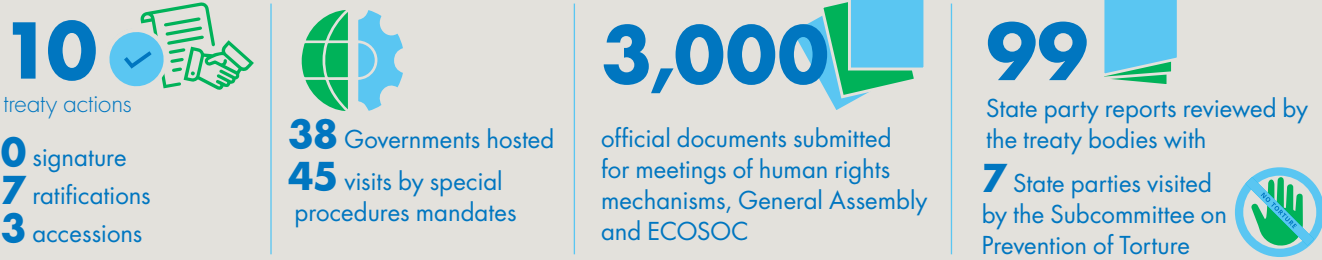 10
treaty actions
0 signature
7 ratifications
3 accessions
38 Governments hosted
45 visits by special
procedures mandates
3,000
official documents submitted
for meetings of human rights
mechanisms, General Assembly
and ECOSOC
99
State party reports reviewed by
the treaty bodies with
7 State parties visited
by the Subcommittee on
Prevention of Torture
NO TORTURE